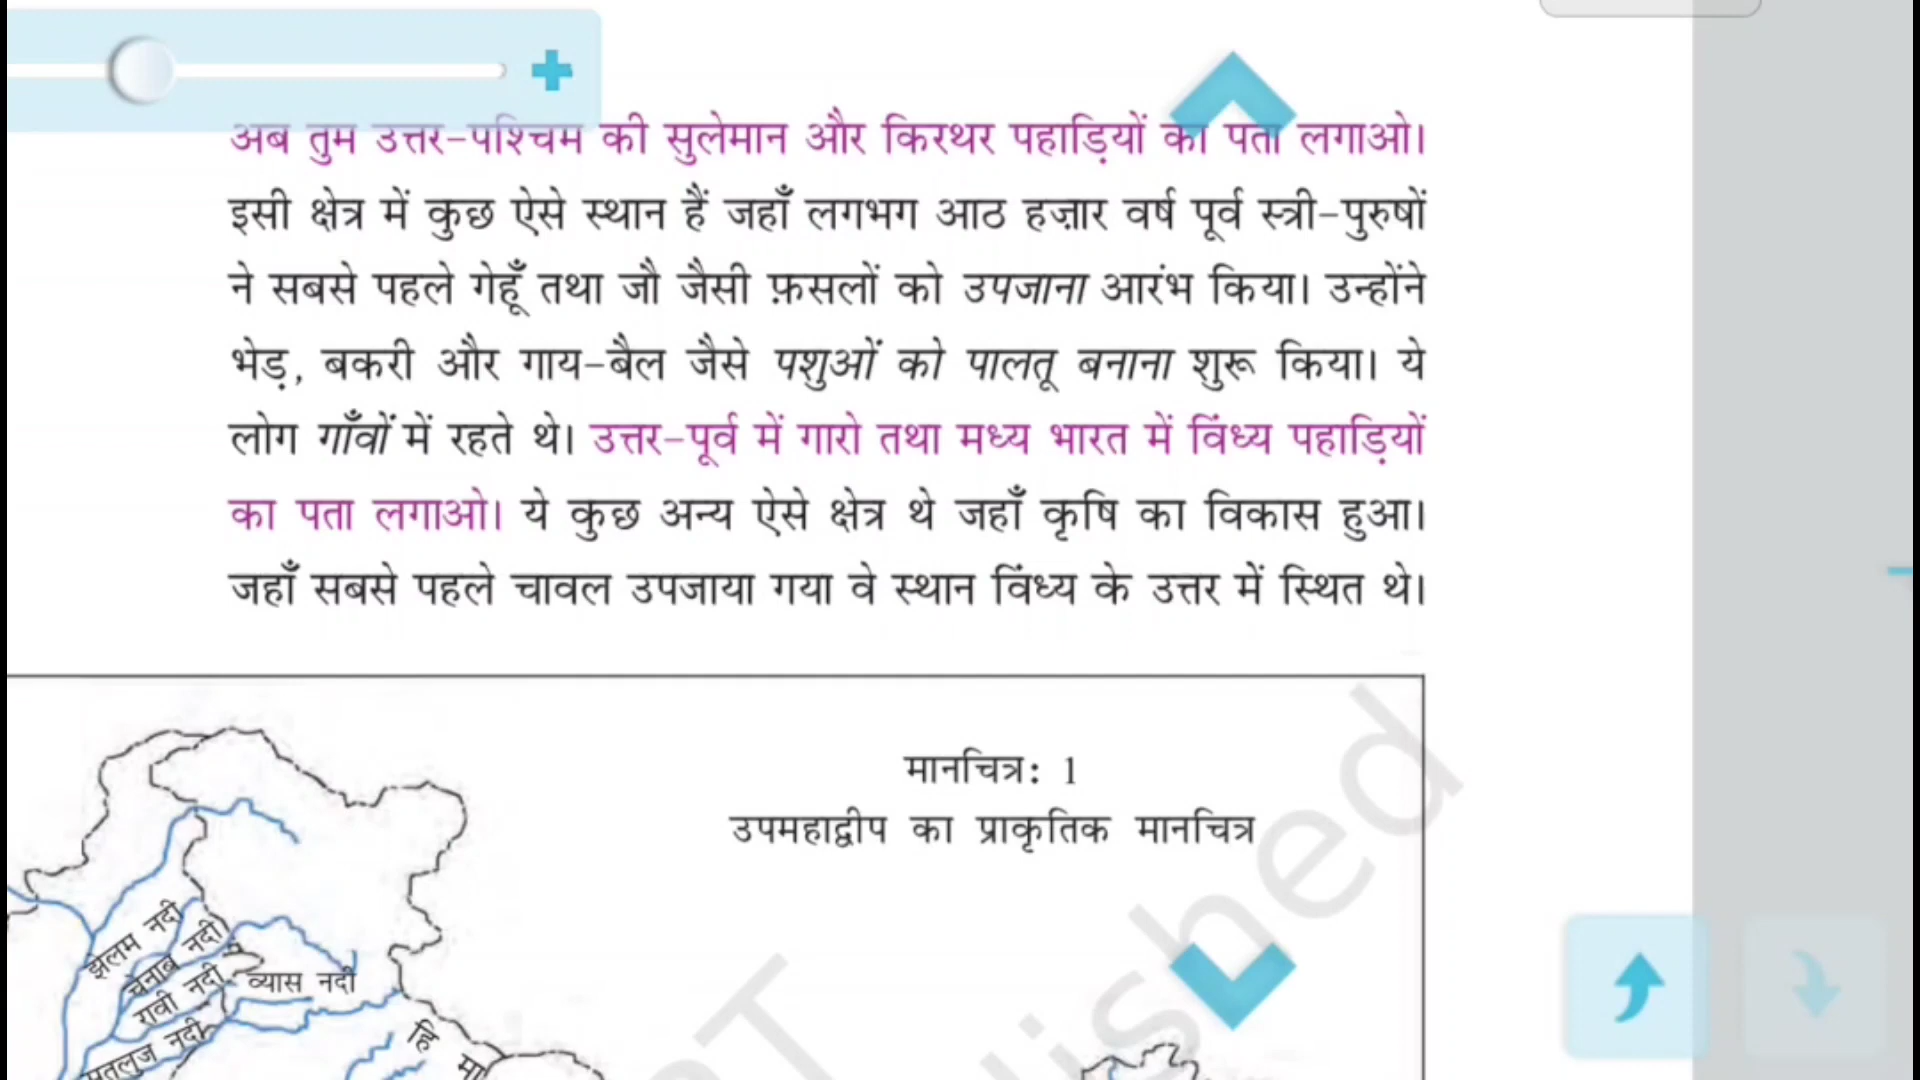 अब तुम उत्तर-पश्चिम की सुलेमान और किरथर पहाड़ियों का पता लगाओ।
इसी क्षेत्र में कुछ ऐसे स्थान हैं जहाँ लगभग आठ हज़ार वर्ष पूर्व स्त्री-पुरुषों
ने सबसे पहले गेहूँ तथा जौ जैसी फ़सलों को उपजाना आरंभ किया। उन्होंने
भेड़, बकरी और गाय-बैल जैसे पशुओं को पालतू बनाना शुरू किया। ये
लोग गाँवों में रहते थे। उत्तर-पूर्व में गारो तथा मध्य भारत में विंध्य पहाड़ियों
का पता लगाओ। ये कुछ अन्य ऐसे क्षेत्र थे जहाँ कृषि का विकास हुआ।
जहाँ सबसे पहले चावल उपजाया गया वे स्थान विंध्य के उत्तर में स्थित थे।
मानचित्र: 1
उपमहाद्वीप का प्राकृतिक मानचित्र
झेलम नदी
चेनाब नदी
रावी नदी
व्यास नदी
सतलुज नदी
हि मा